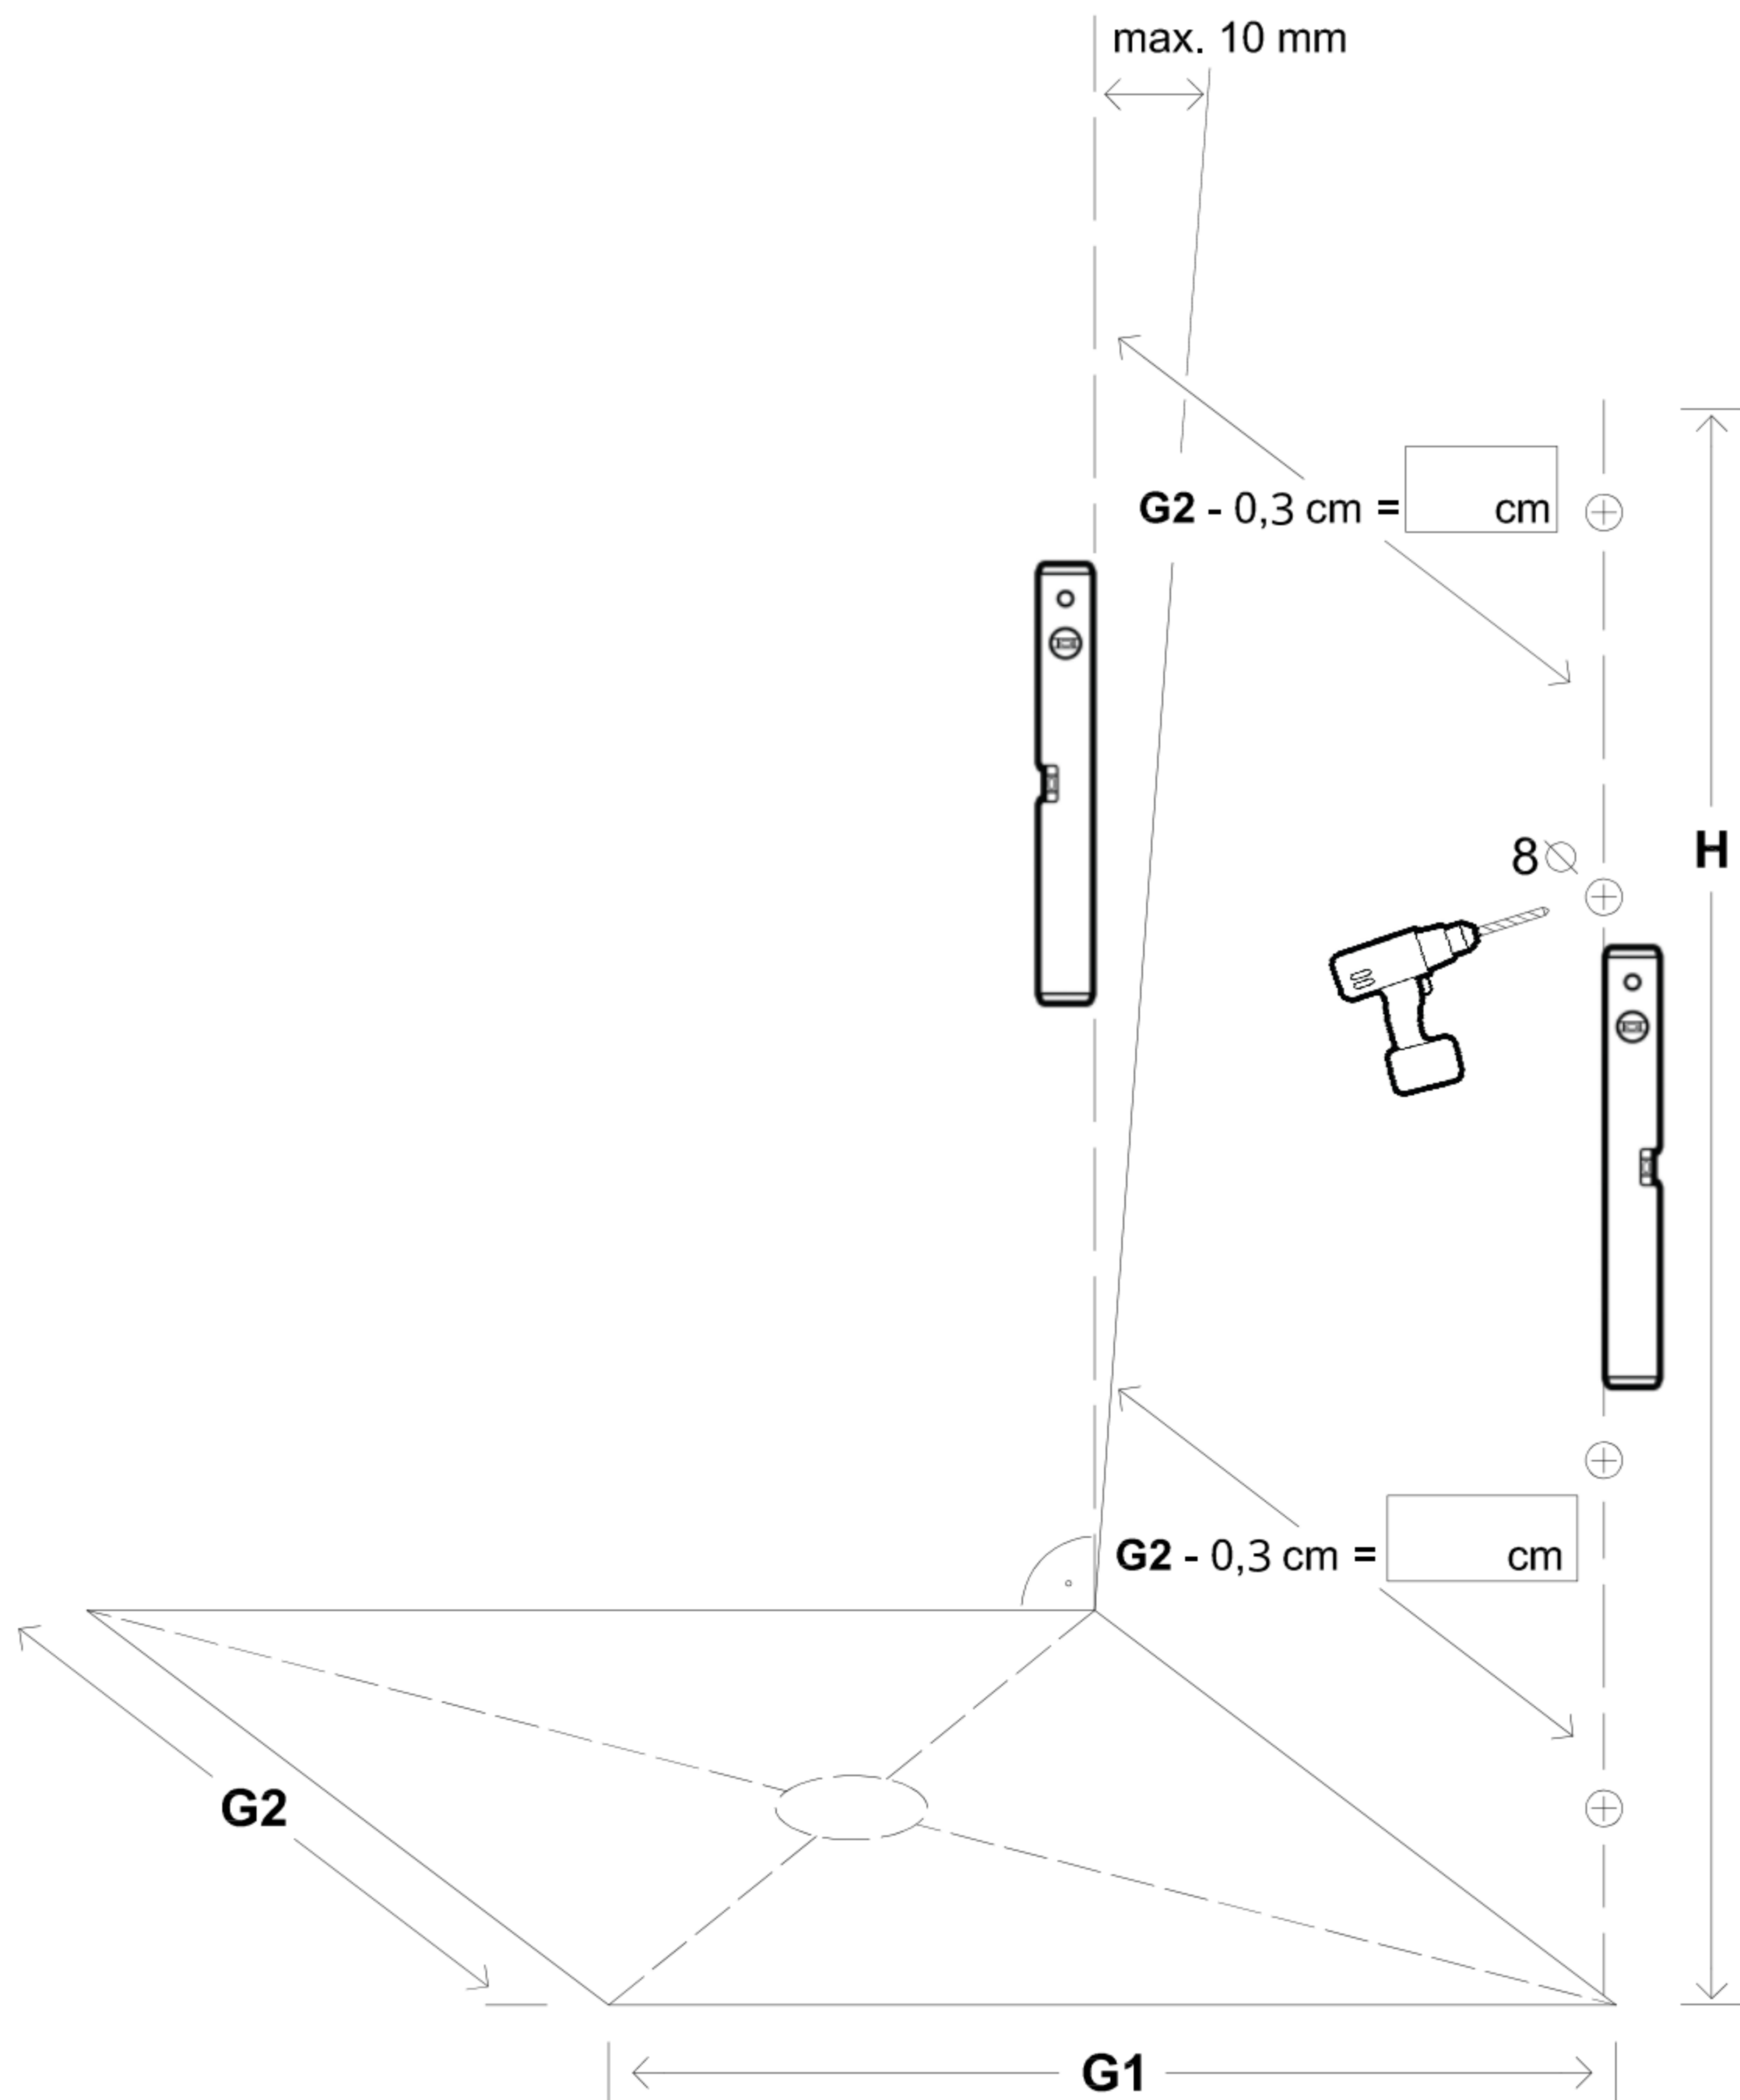 max. 10 mm
G2 - 0,3 cm = cm
8∅
H
G2 - 0,3 cm = cm
G2
G1